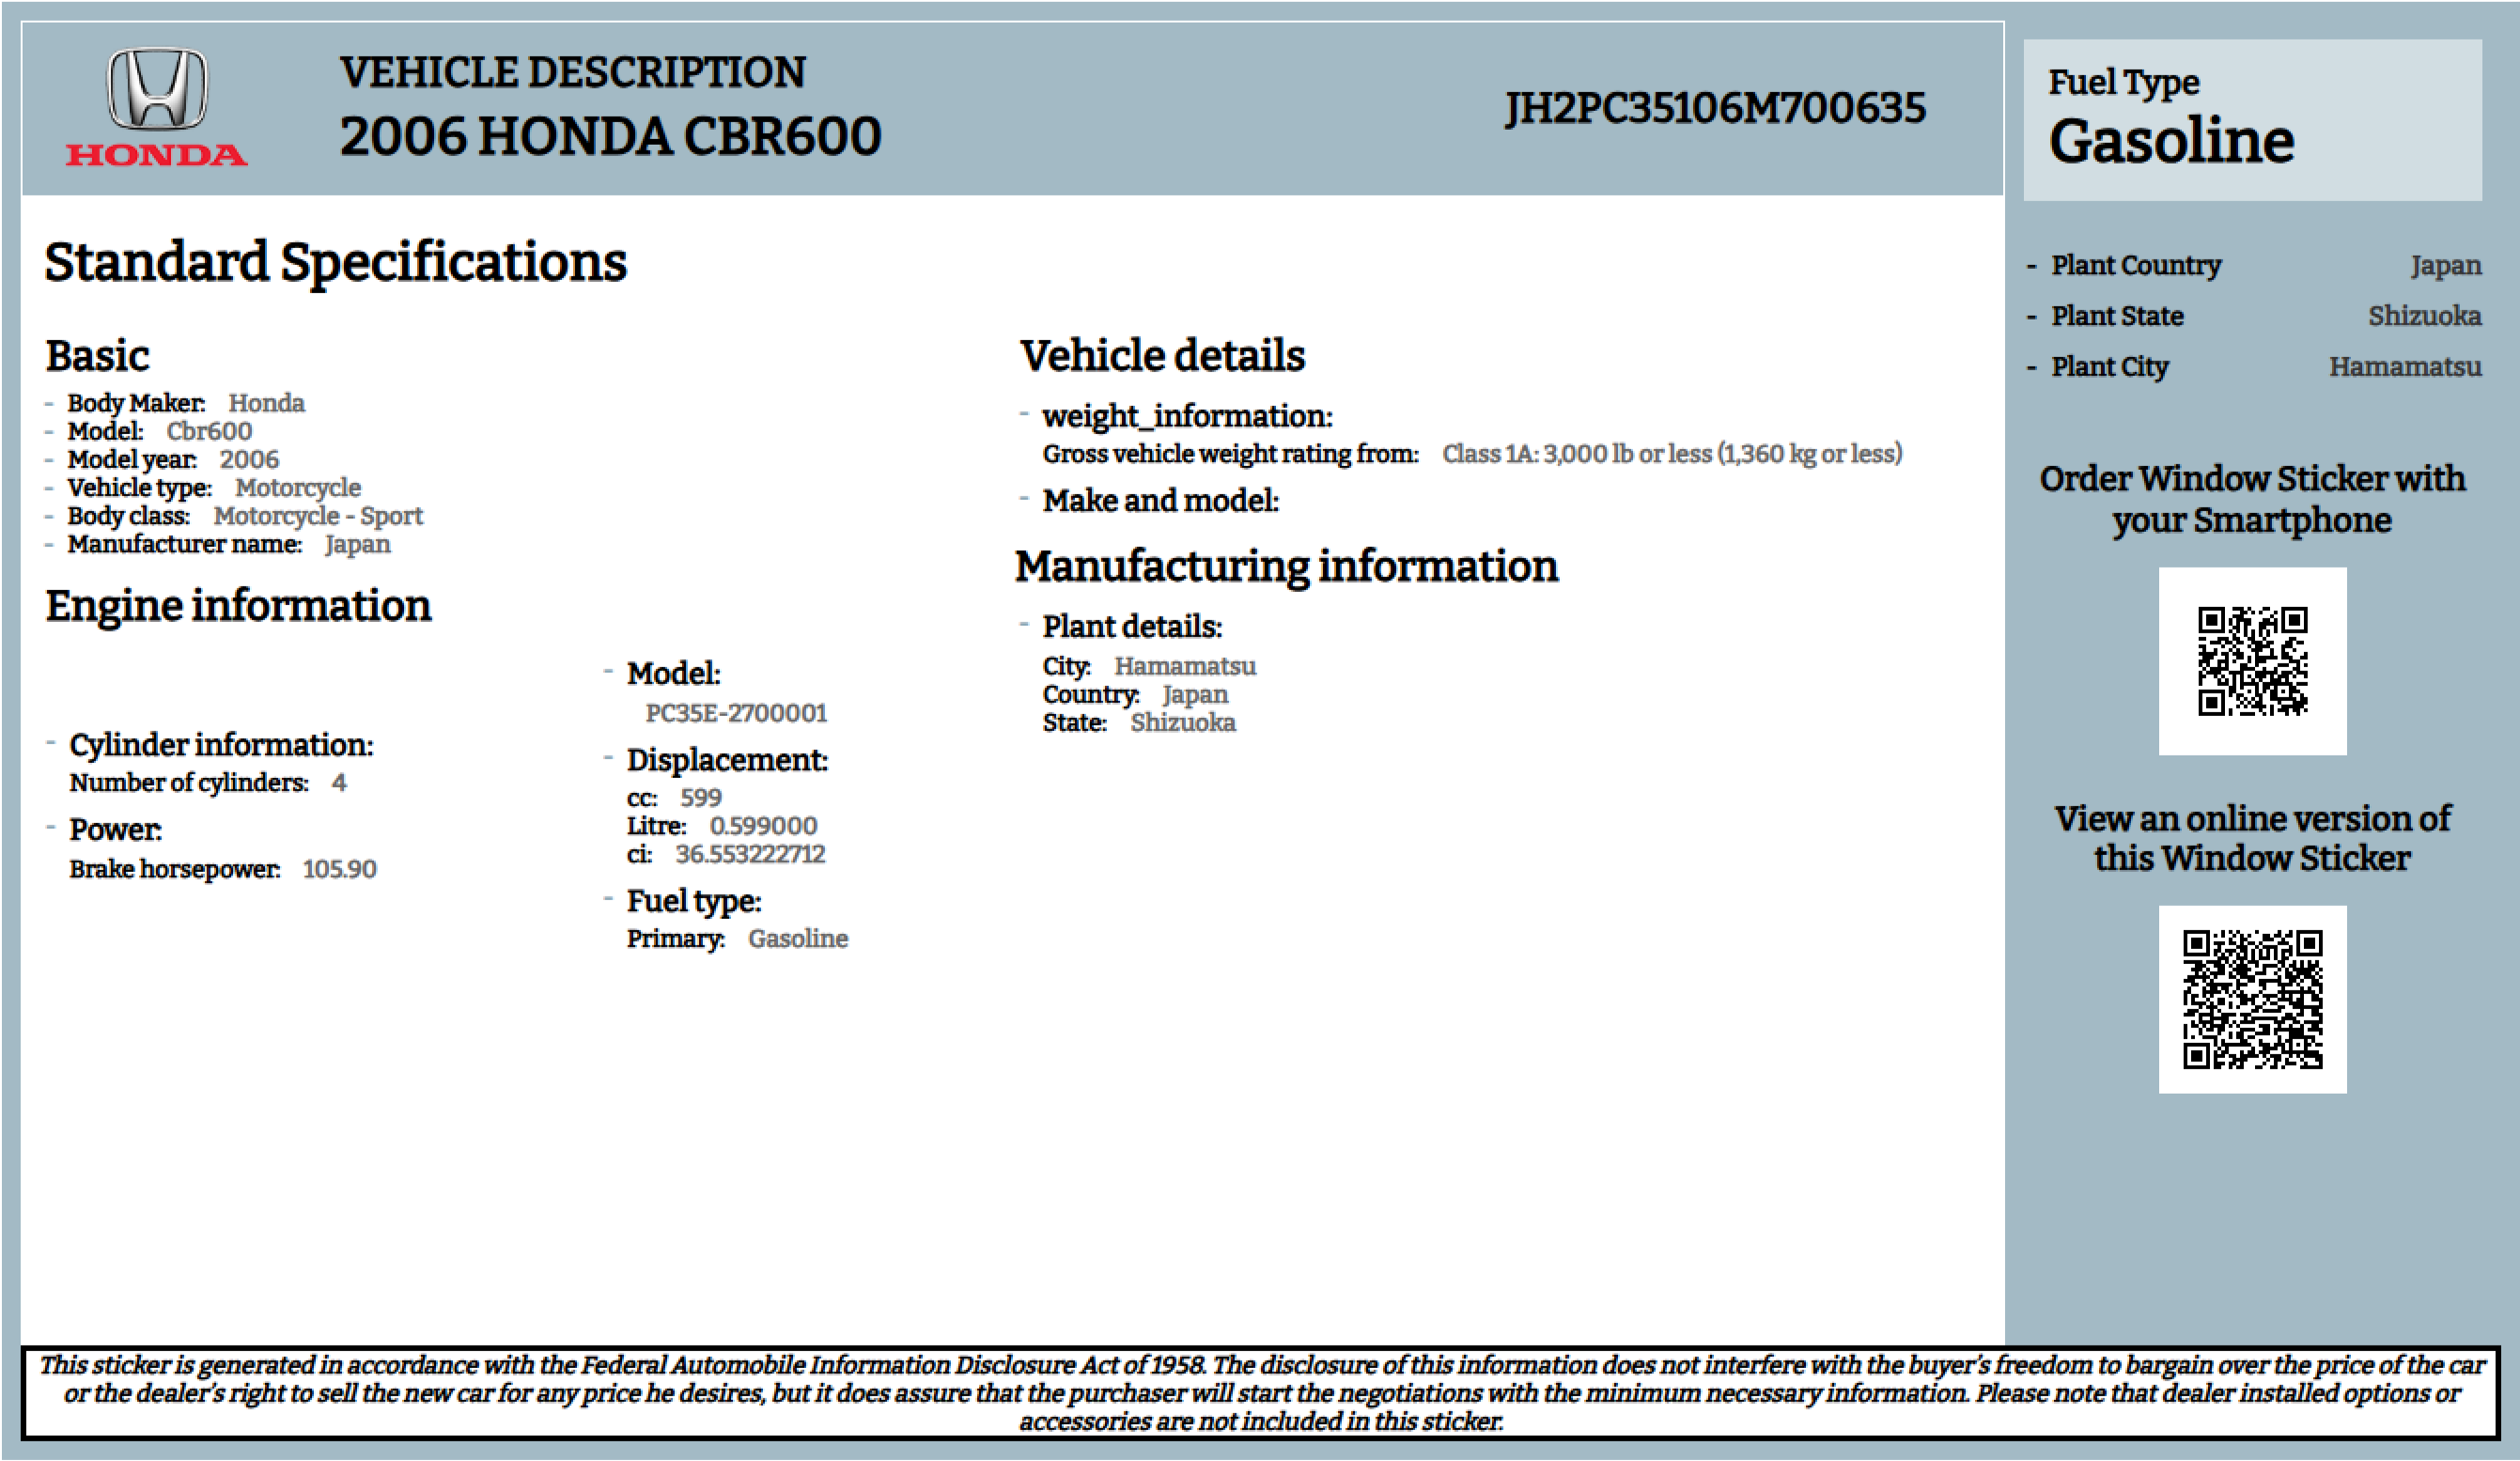 HONDA
VEHICLE DESCRIPTION
2006 HONDA CBR600
JH2PC35106M700635
Standard Specifications
Basic
- Body Maker: Honda
- Model: Cbr600
- Model year: 2006
- Vehicle type: Motorcycle
- Body class: Motorcycle - Sport
- Manufacturer name: Japan
Engine information
- Cylinder information:
Number of cylinders: 4
- Power:
Brake horsepower: 105.90
- Model:
PC35E-2700001
- Displacement:
cc: 599
Litre: 0.599000
ci: 36.553222712
- Fuel type:
Primary: Gasoline
Vehicle details
- weight_information:
Gross vehicle weight rating from: Class 1A: 3,000 lb or less (1,360 kg or less)
- Make and model:
Manufacturing information
- Plant details:
City: Hamamatsu
Country: Japan
State: Shizuoka
Fuel Type
Gasoline
- Plant Country Japan
- Plant State Shizuoka
- Plant City Hamamatsu
Order Window Sticker with
your Smartphone
View an online version of
this Window Sticker
This sticker is generated in accordance with the Federal Automobile Information Disclosure Act of 1958. The disclosure of this information does not interfere with the buyer's freedom to bargain over the price of the car
or the dealer's right to sell the new car for any price he desires, but it does assure that the purchaser will start the negotiations with the minimum necessary information. Please note that dealer installed options or
accessories are not included in this sticker.